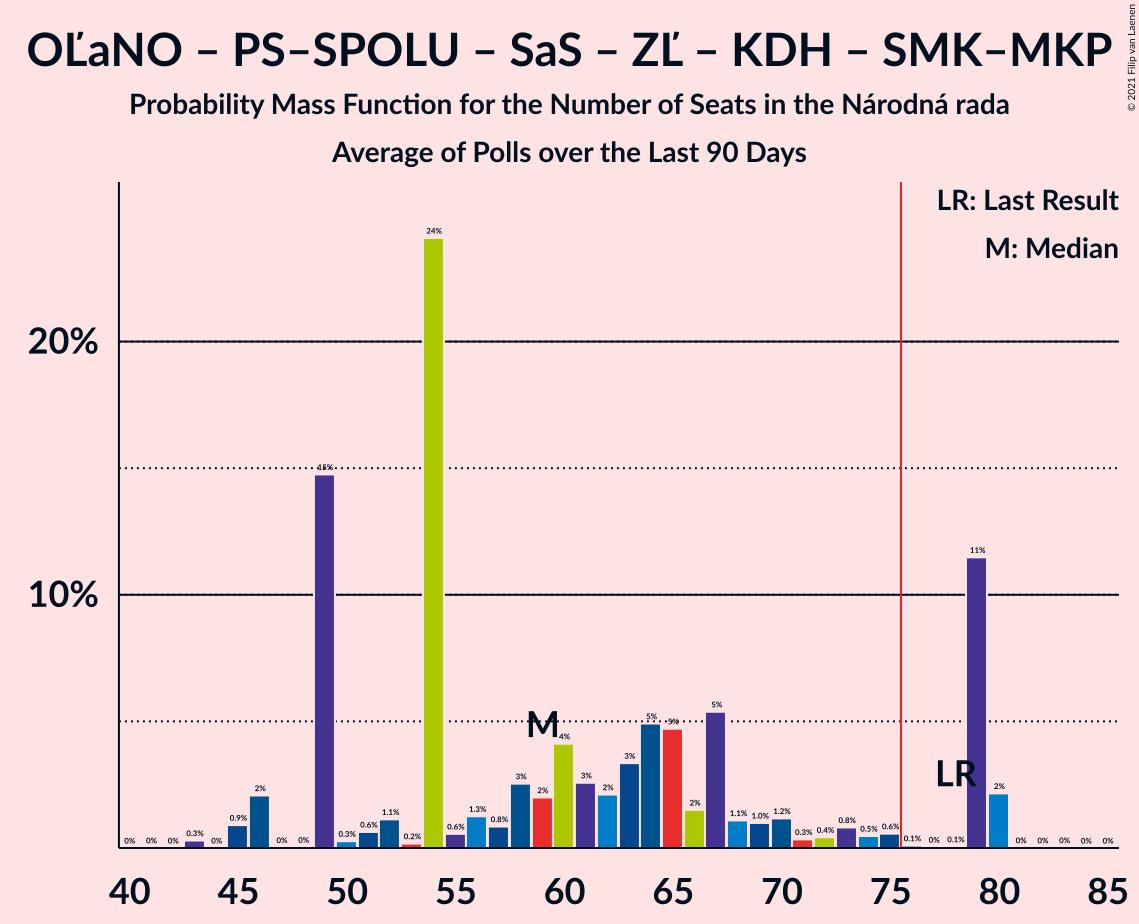 OĽaNO – PS–SPOLU – SaS – ZĽ – KDH – SMK–MKP
Probability Mass Function for the Number of Seats in the Národná rada
Average of Polls over the Last 90 Days
© 2021 Filip van Laenen
LR: Last Result
M: Median
20%
10%
0% 0% 0% 0.3% 0% 0.9% 2% 0% 0% 15% 0.3% 0.6% 1.1% 0.2% 24% 0.6% 1.3% 0.8% 3% 2% 4% 3% 2% 3% 5% 5% 5% 2% 1.1% 1.0% 1.2% 0.3% 0.4% 0.8% 0.5% 0.6% 0.1% 0% 0.1% 11% 2% 0% 0% 0% 0% 0%
M
LR
40 45 50 55 60 65 70 75 80 85